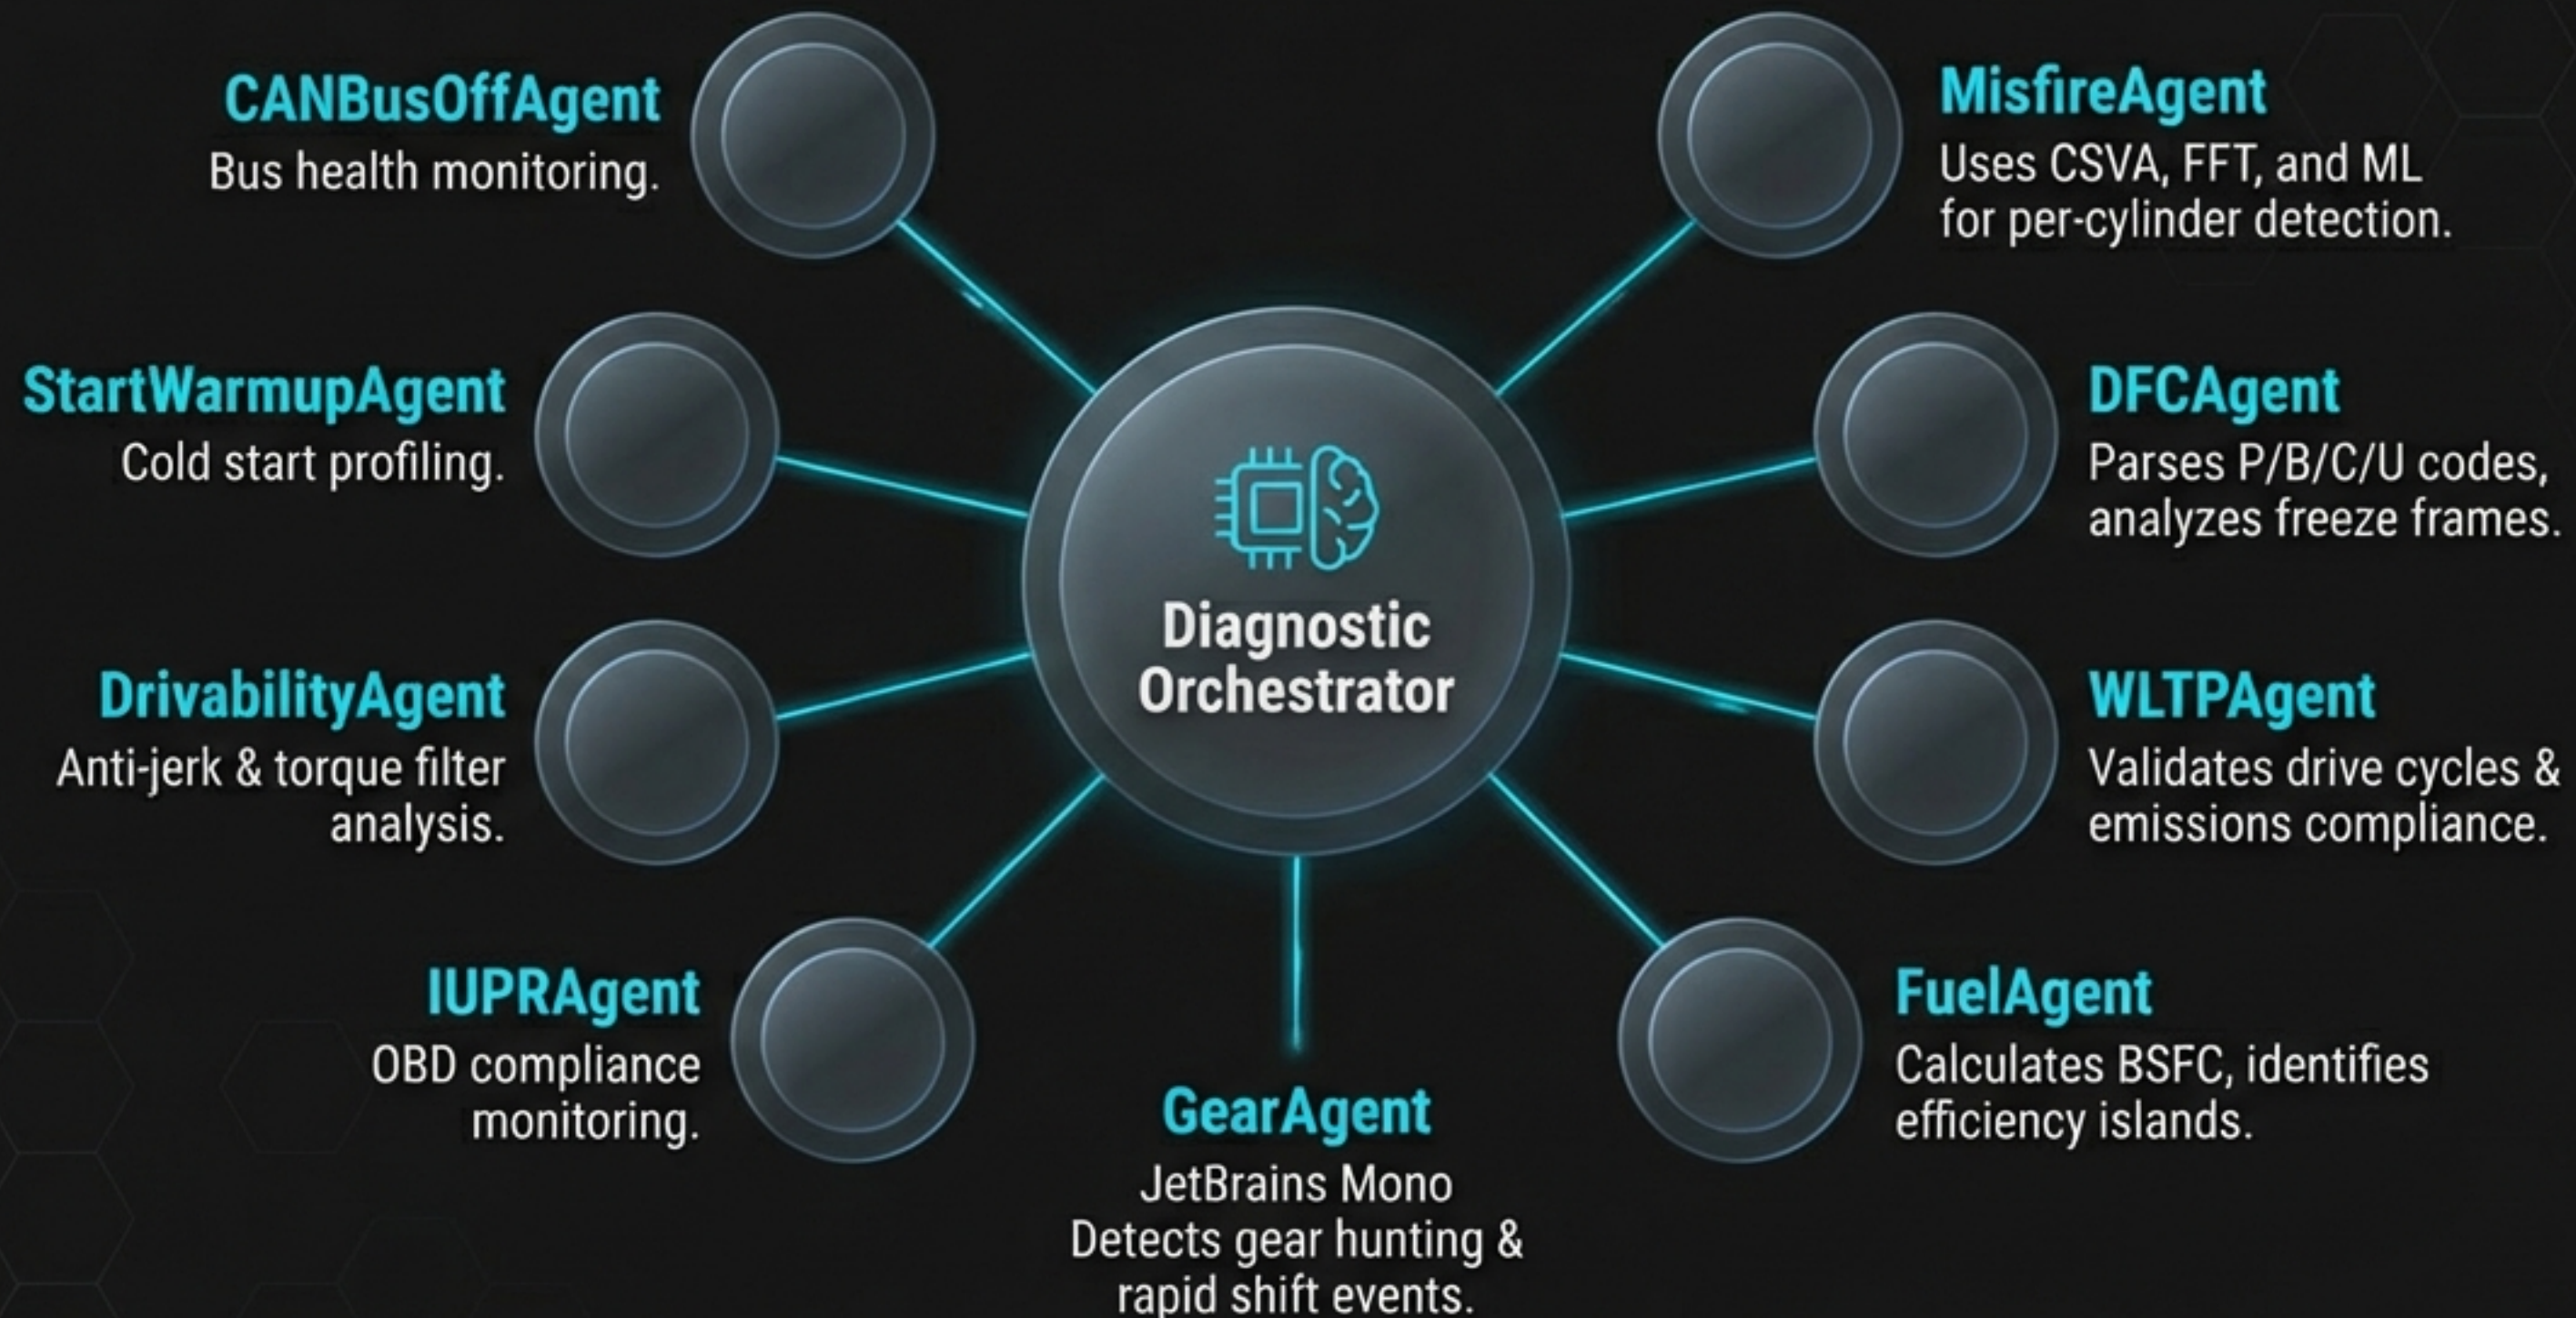 CANBusOffAgent
Bus health monitoring.
StartWarmupAgent
Cold start profiling.
DrivabilityAgent
Anti-jerk & torque filter
analysis.
IUPRAgent
OBD compliance
monitoring.
Diagnostic
Orchestrator
GearAgent
JetBrains Mono
Detects gear hunting &
rapid shift events.
MisfireAgent
Uses CSVA, FFT, and ML
for per-cylinder detection.
DFCAgent
Parses P/B/C/U codes,
analyzes freeze frames.
WLTPAgent
Validates drive cycles &
emissions compliance.
FuelAgent
Calculates BSFC, identifies
efficiency islands.